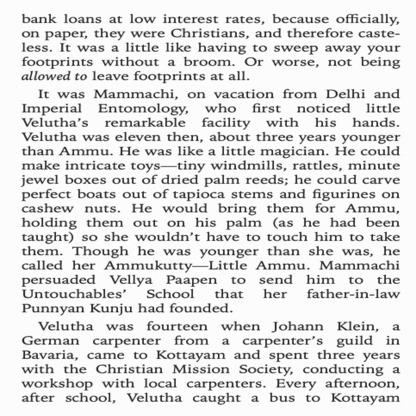 bank loans at low interest rates, because officially,
on paper, they were Christians, and therefore caste-
less. It was a little like having to sweep away your
footprints without a broom. Or worse, not being
allowed to leave footprints at all.
It was Mammachi, on vacation from Delhi and
Imperial Entomology, who first noticed little
Velutha's remarkable facility with his hands.
Velutha was eleven then, about three years younger
than Ammu. He was like a little magician. He could
make intricate toys—tiny windmills, rattles, minute
jewel boxes out of dried palm reeds; he could carve
perfect boats out of tapioca stems and figurines on
cashew nuts. He would bring them for Ammu,
holding them out on his palm (as he had been
taught) so she wouldn't have to touch him to take
them. Though he was younger than she was, he
called her Ammukutty—Little Ammu. Mammachi
persuaded Vellya Paapen to send him to the
Untouchables' School that her father-in-law
Punnyan Kunju had founded.
Velutha was fourteen when Johann Klein, a
German carpenter from a carpenter's guild in
Bavaria, came to Kottayam and spent three years
with the Christian Mission Society, conducting a
workshop with local carpenters. Every afternoon,
after school, Velutha caught a bus to Kottayam